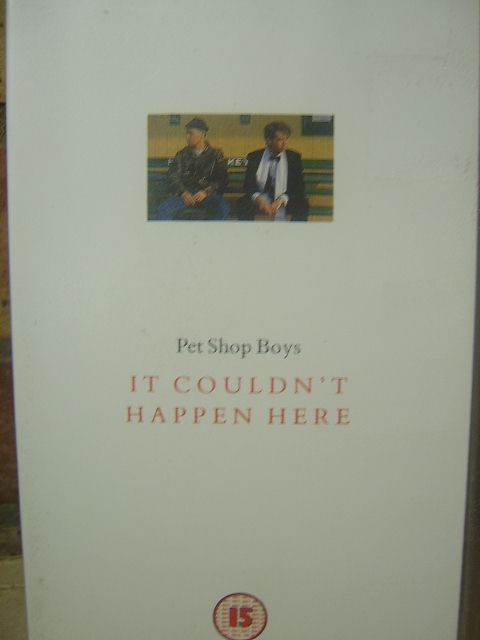 Pet Shop Boys
IT COULDN'T
HAPPEN HERE
15